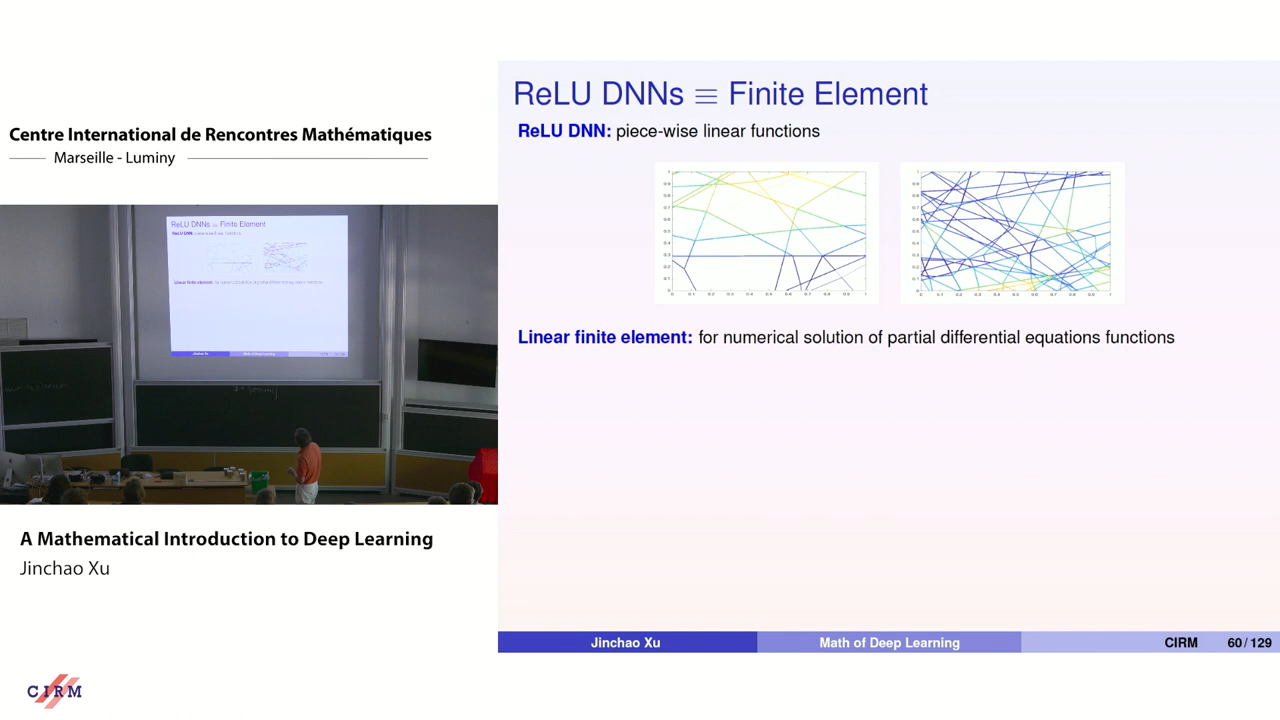 Centre International de Rencontres Mathématiques
Marseille - Luminy
ReLU DNNs ≡ Finite Element
ReLU DNN: piece-wise linear functions
Linear finite element: for numerical solution of partial differential equations functions
A Mathematical Introduction to Deep Learning
Jinchao Xu
Jinchao Xu Math of Deep Learning CIRM 60/129
CIRM